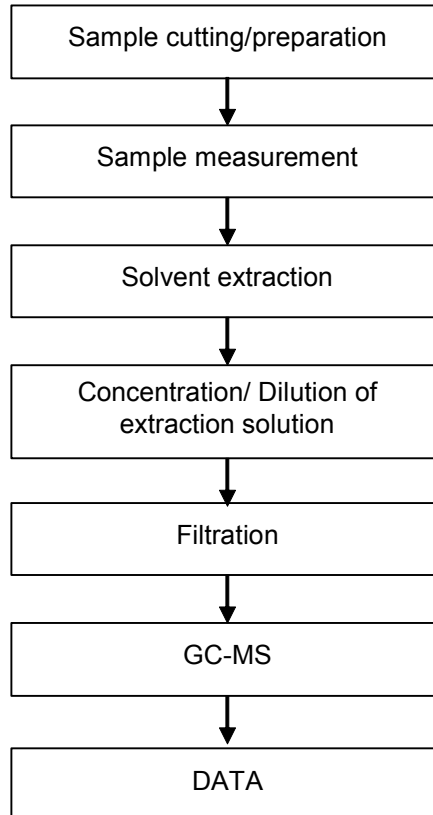 Sample cutting/preparation
Sample measurement
Solvent extraction
Concentration/ Dilution of
extraction solution
Filtration
GC-MS
DATA